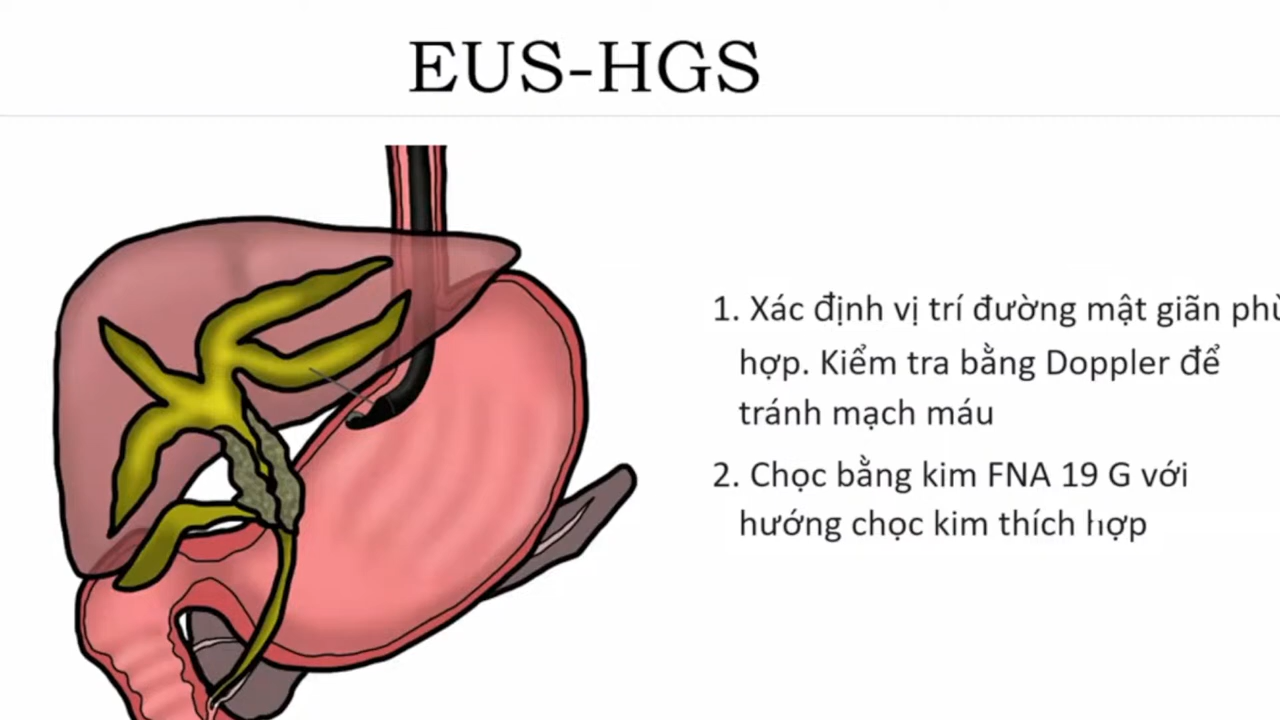 EUS-HGS
1. Xác định vị trí đường mật giãn
hợp. Kiểm tra bằng Doppler để
tránh mạch máu
2. Chọc bằng kim FNA 19 G với
hướng chọc kim thích hợp